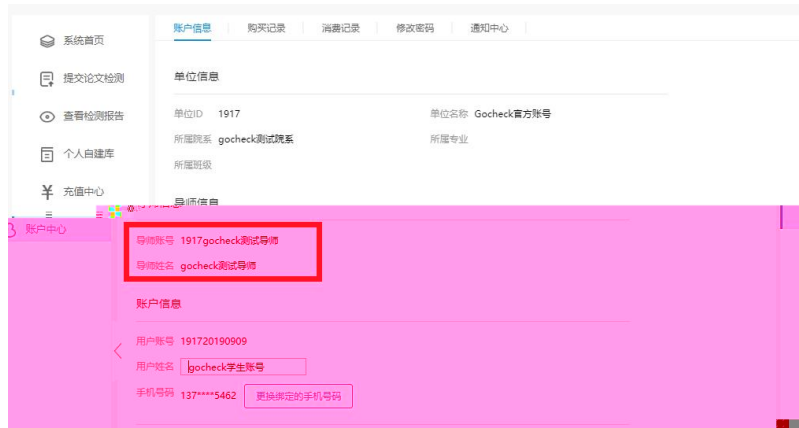 账户信息 购买记录 消费记录 修改密码 通知中心
系统首页
提交论文检测
查看检测报告
个人自建库
充值中心
账户中心
单位信息
单位ID 1917 单位名称 Gocheck官方账号
所属院系 gocheck测试院系 所属专业
所属班级
导师信息
导师账号 1917gocheck测试导师
导师姓名 gocheck测试导师
账户信息
用户账号 191720190909
用户姓名 gocheck学生账号
手机号码 137****5462 更换绑定的手机号码